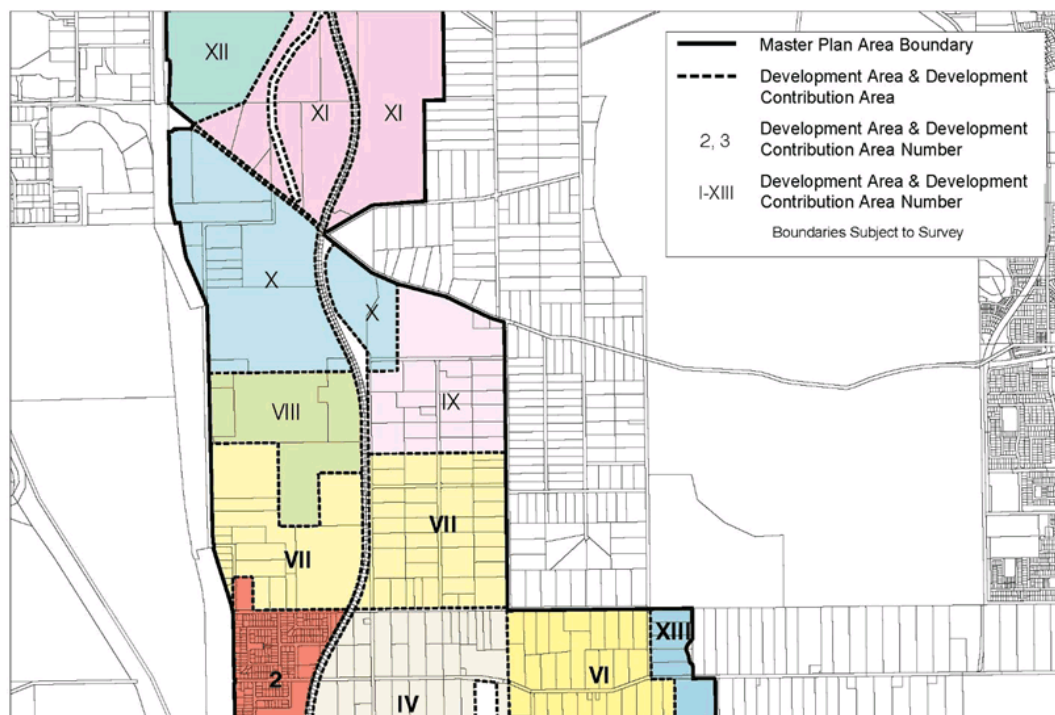 XII
XI
XI
Master Plan Area Boundary
Development Area & Development
Contribution Area
2, 3
Development Area & Development
Contribution Area Number
I-XIII
Development Area & Development
Contribution Area Number
Boundaries Subject to Survey
X
X
VIII
IX
VII
VII
2
IV
VI
XIII